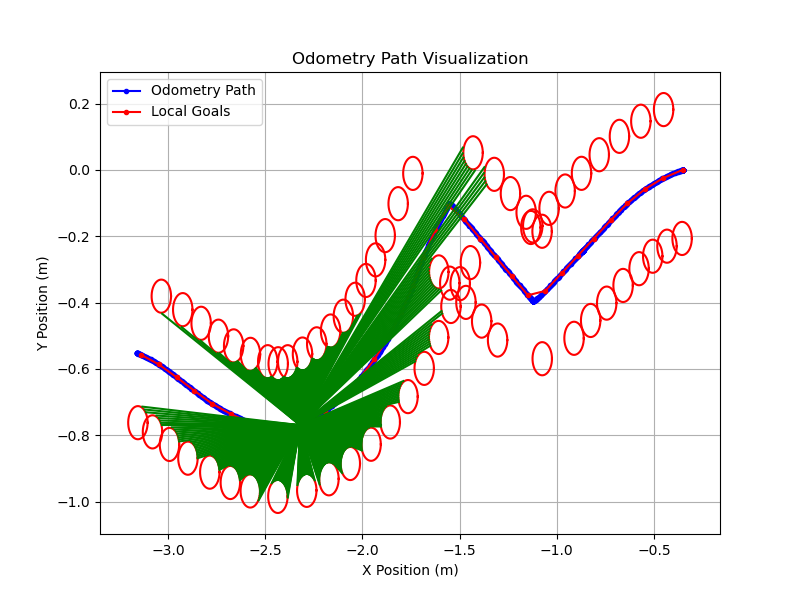 Odometry Path Visualization
Odometry Path
Local Goals
0.2
0.0
−0.2
−0.4
−0.6
−0.8
−1.0
Y Position (m)
−3.0
−2.5
−2.0
−1.5
−1.0
−0.5
X Position (m)